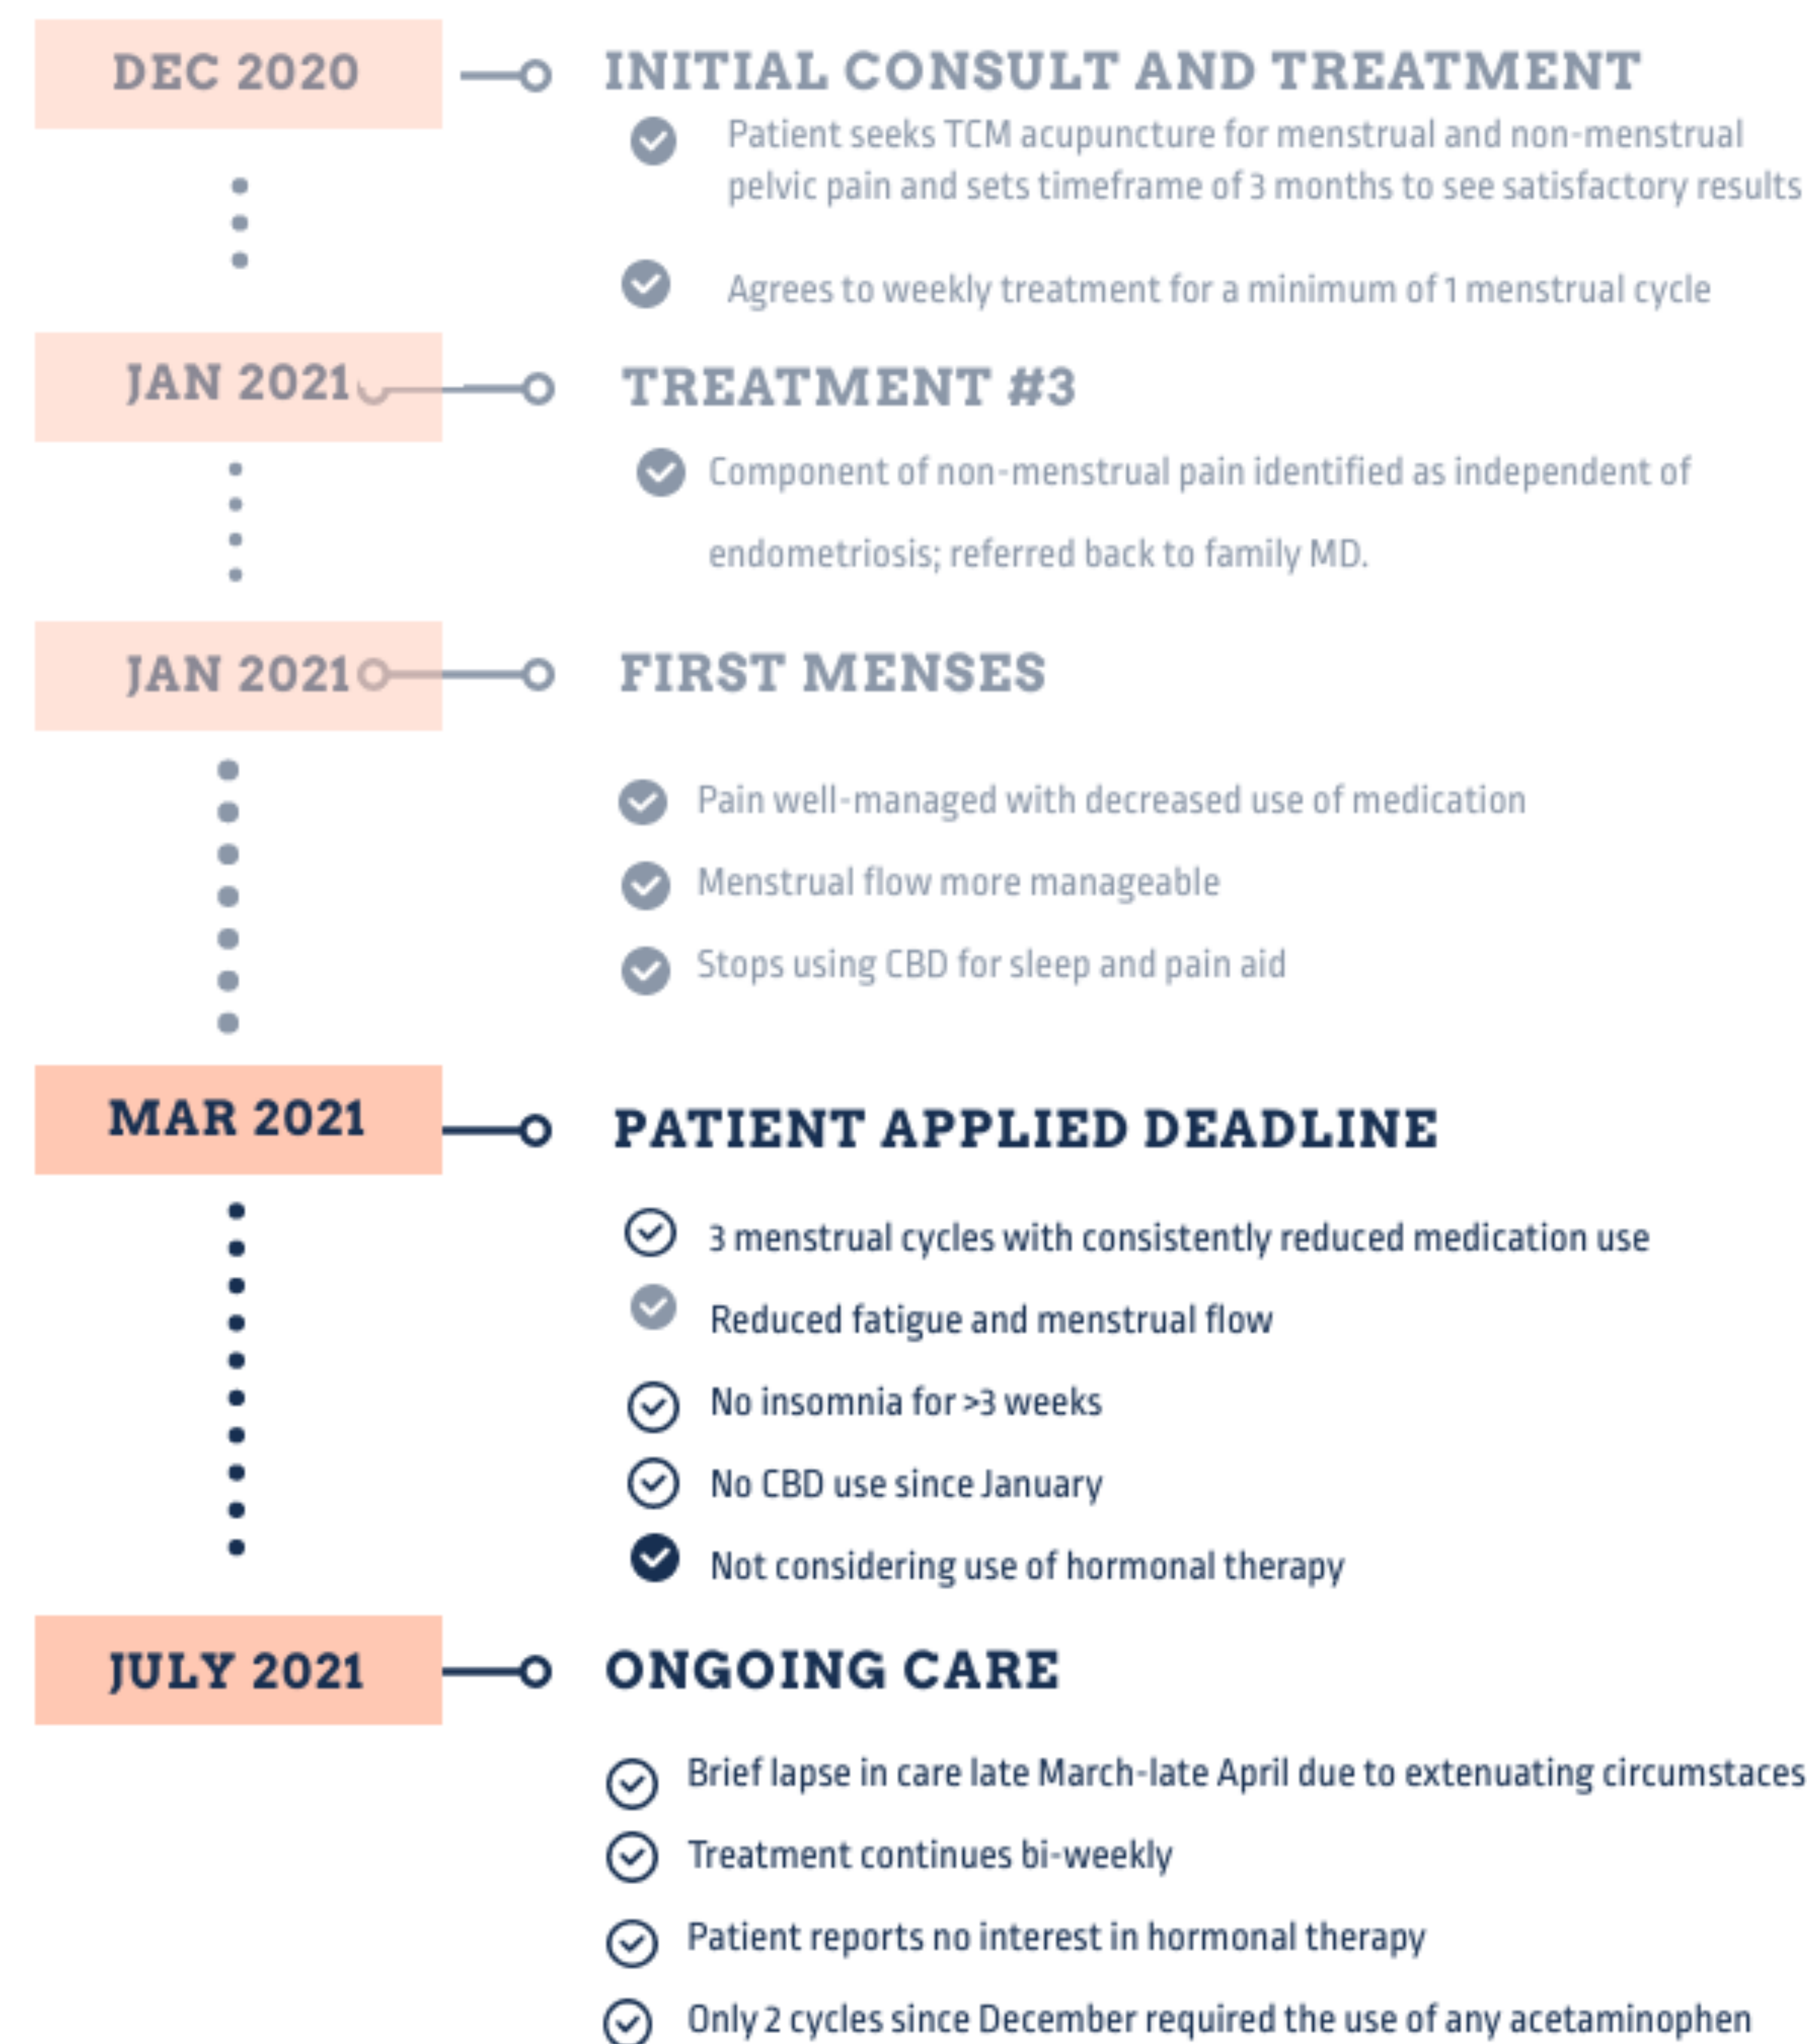 DEC 2020
INITIAL CONSULT AND TREATMENT
Patient seeks TCM acupuncture for menstrual and non-menstrual
pelvic pain and sets timeframe of 3 months to see satisfactory results
Agrees to weekly treatment for a minimum of 1 menstrual cycle
JAN 2021
TREATMENT #3
Component of non-menstrual pain identified as independent of
endometriosis; referred back to family MD.
JAN 2021
FIRST MENSES
Pain well-managed with decreased use of medication
Menstrual flow more manageable
Stops using CBD for sleep and pain aid
MAR 2021
PATIENT APPLIED DEADLINE
3 menstrual cycles with consistently reduced medication use
Reduced fatigue and menstrual flow
No insomnia for >3 weeks
No CBD use since January
Not considering use of hormonal therapy
JULY 2021
ONGOING CARE
Brief lapse in care late March-late April due to extenuating circumstaces
Treatment continues bi-weekly
Patient reports no interest in hormonal therapy
Only 2 cycles since December required the use of any acetaminophen